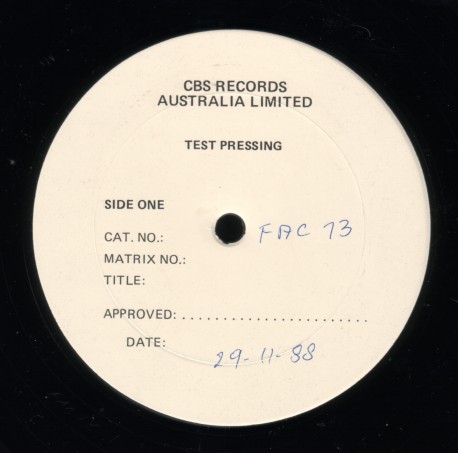 CBS RECORDS
AUSTRALIA LIMITED
TEST PRESSING
SIDE ONE
CAT. NO.: FAC 73
MATRIX NO.:
TITLE:
APPROVED: .......................
DATE: 29-11-88